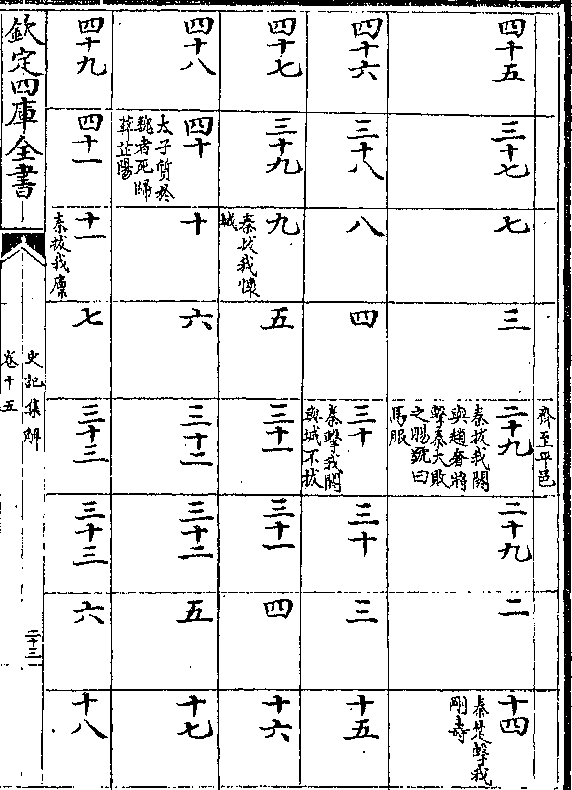 齊至平邑
四十五
三十七
七
三
二十九
秦拔我閼
與趙奢將
擊秦大敗
之賜號曰
馬服
二十九
二
十四
秦楚擊我
剛壽
四十六
三十八
八
四
三十
秦擊我閼
與城不拔
三十
三
十五
四十七
三十九
九
秦拔我懷
城
五
三十一
三十一
四
十六
四十八
四十
太子質於
魏者死歸
葬芷陽
十
六
三十二
三十二
五
十七
四十九
四十一
十一
秦拔我廩
七
三十三
三十三
六
十八
欽定四庫全書
史記集解
卷十五
二十三